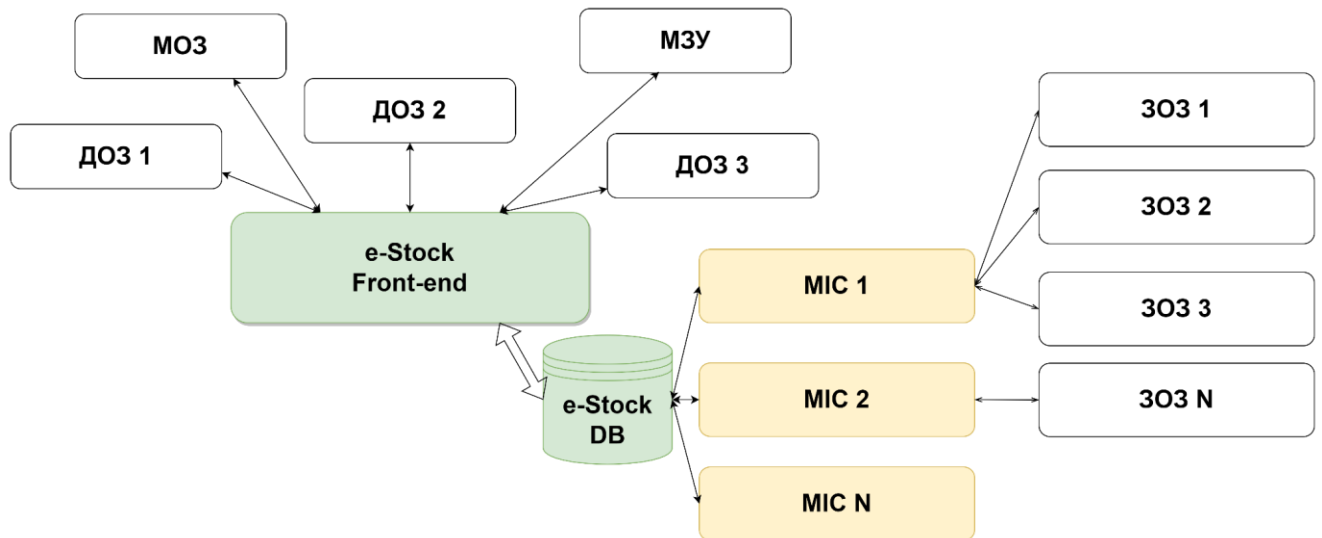 МОЗ
МЗУ
ДОЗ 1
ДОЗ 2
ДОЗ 3
e-Stock
Front-end
e-Stock
DB
МІС 1
МІС 2
МІС N
ЗОЗ 1
ЗОЗ 2
ЗОЗ 3
ЗОЗ N